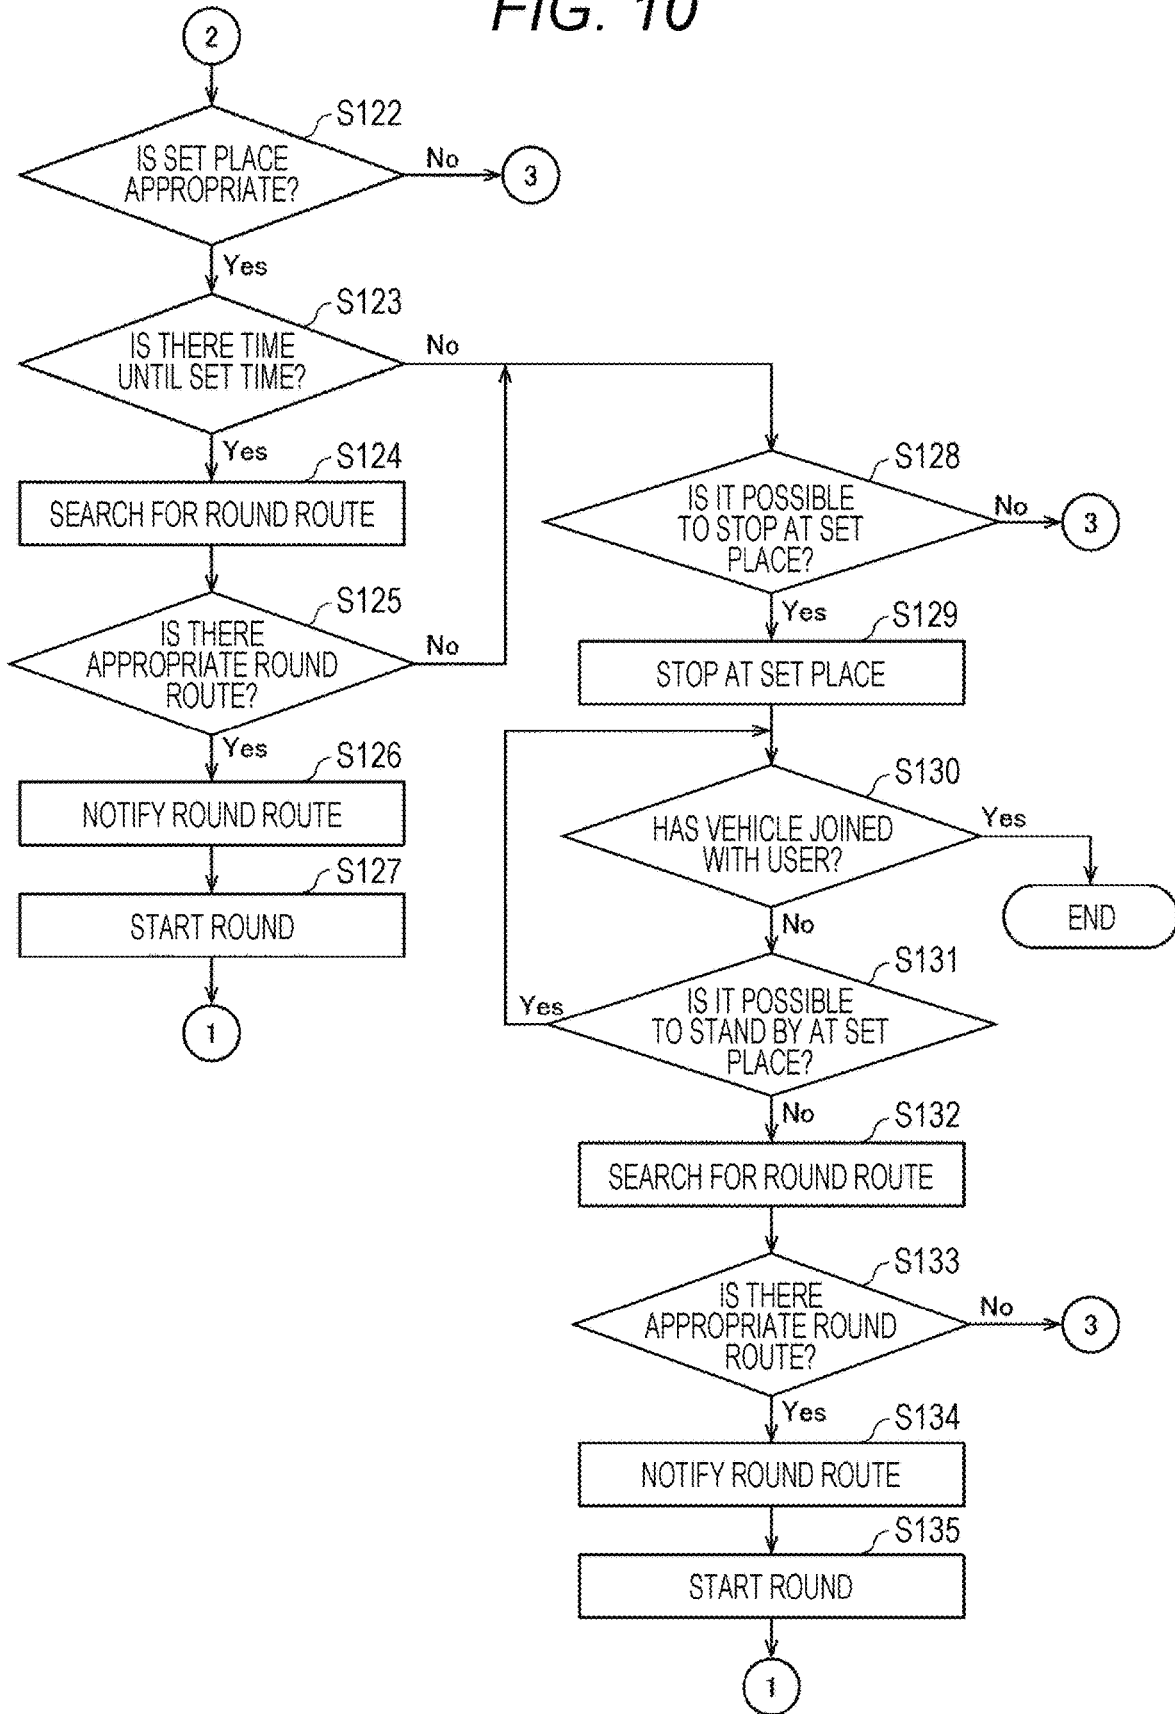 FIG. 10
2
S122
IS SET PLACE
APPROPRIATE?
No
3
Yes
S123
IS THERE TIME
UNTIL SET TIME?
No
Yes
S124
SEARCH FOR ROUND ROUTE
S125
IS THERE
APPROPRIATE ROUND
ROUTE?
No
Yes
S126
NOTIFY ROUND ROUTE
S127
START ROUND
1
S128
IS IT POSSIBLE
TO STOP AT SET
PLACE?
No
3
Yes
S129
STOP AT SET PLACE
S130
HAS VEHICLE JOINED
WITH USER?
Yes
END
No
S131
IS IT POSSIBLE
TO STAND BY AT SET
PLACE?
Yes
No
S132
SEARCH FOR ROUND ROUTE
S133
IS THERE
APPROPRIATE ROUND
ROUTE?
No
3
Yes
S134
NOTIFY ROUND ROUTE
S135
START ROUND
1